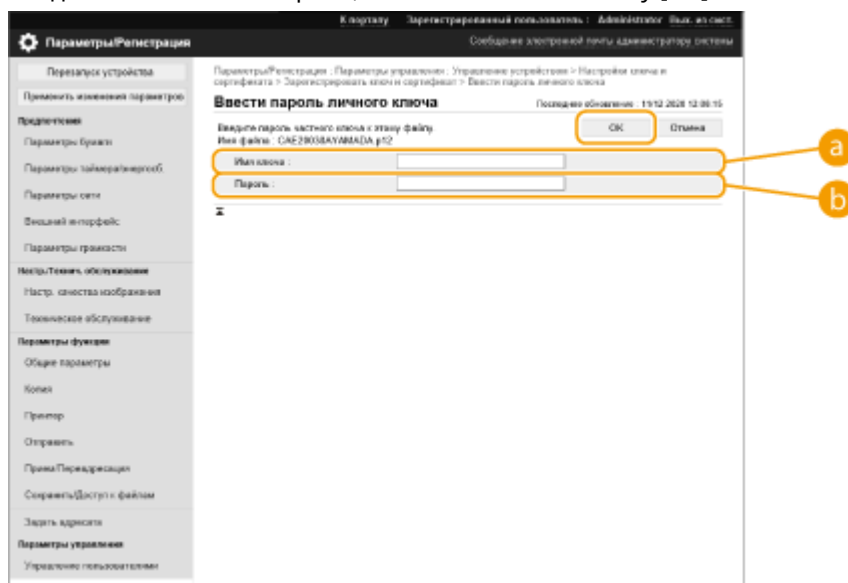 К порталу Зарегистрированный пользователь : Administrator Вых. из сист.
Параметры/Регистрация
Сообщение электронной почты администратору системы
Перезапуск устройства
Применить изменения параметров
Предпочтения
Параметры бумаги
Параметры таймера/энергосб.
Параметры сети
Внешний интерфейс
Параметры громкости
Настр./Технич. обслуживание
Настр. качества изображения
Техническое обслуживание
Параметры функции
Общие параметры
Копия
Принтер
Отправить
Прием/Переадресация
Сохранить/Доступ к файлам
Задать адресата
Параметры управления
Управление пользователями
Параметры/Регистрация : Параметры управления : Управление устройством > Настройки ключа и
сертификата > Зарегистрировать ключ и сертификат > Ввести пароль личного ключа
Ввести пароль личного ключа
Последнее обновление : 11/12 2020 12:08:15
Введите пароль частного ключа к этому файлу.
Имя файла : CAE29038AYAMADA.p12
OK Отмена
Имя ключа :
Пароль :
a
b